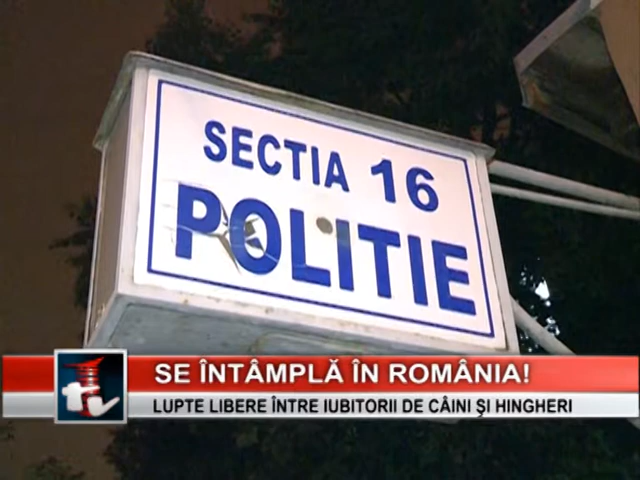 SECTIA 16
POLITIE
SE ÎNTÂMPLĂ ÎN ROMÂNIA!
LUPTE LIBERE ÎNTRE IUBITORII DE CÂINI ŞI HINGHERI